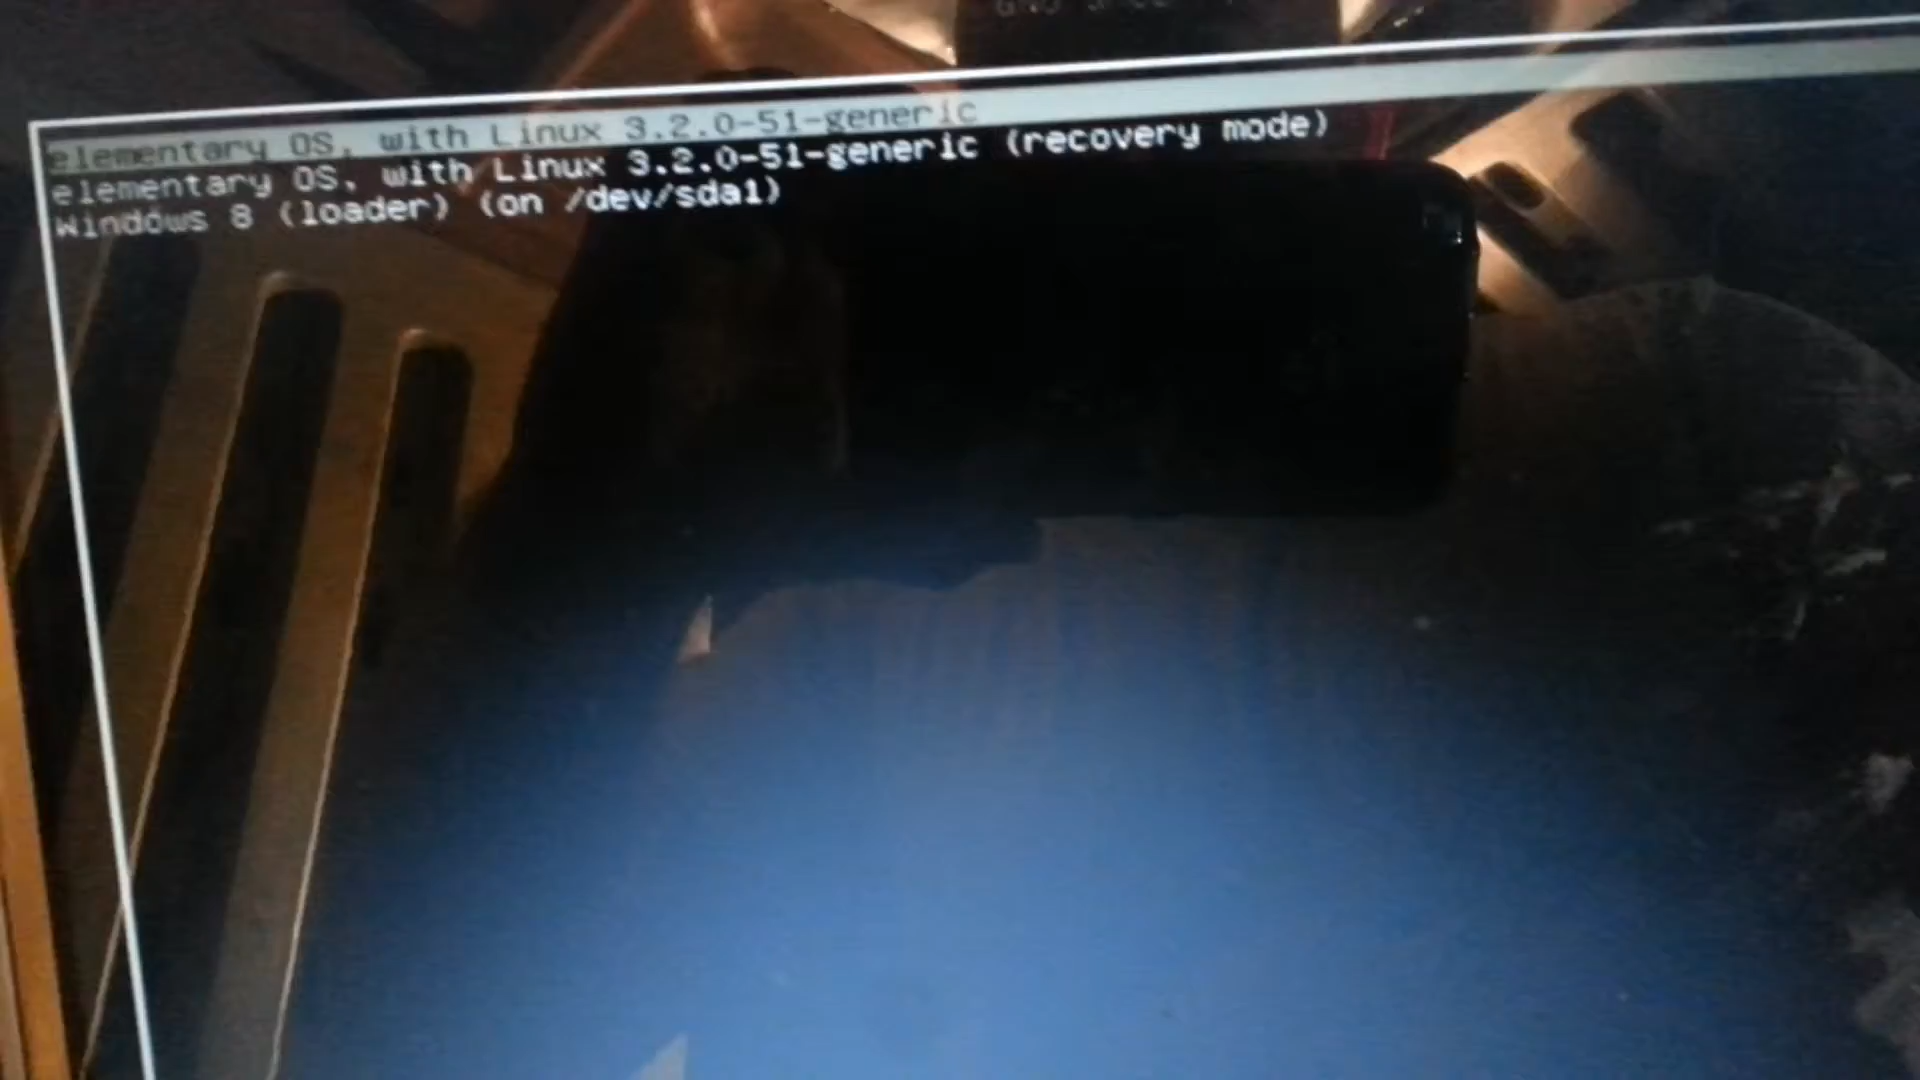 elementary OS, with Linux 3.2.0-51-generic
elementary OS, with Linux 3.2.0-51-generic (recovery mode)
Windows 8 (loader) (on /dev/sda1)